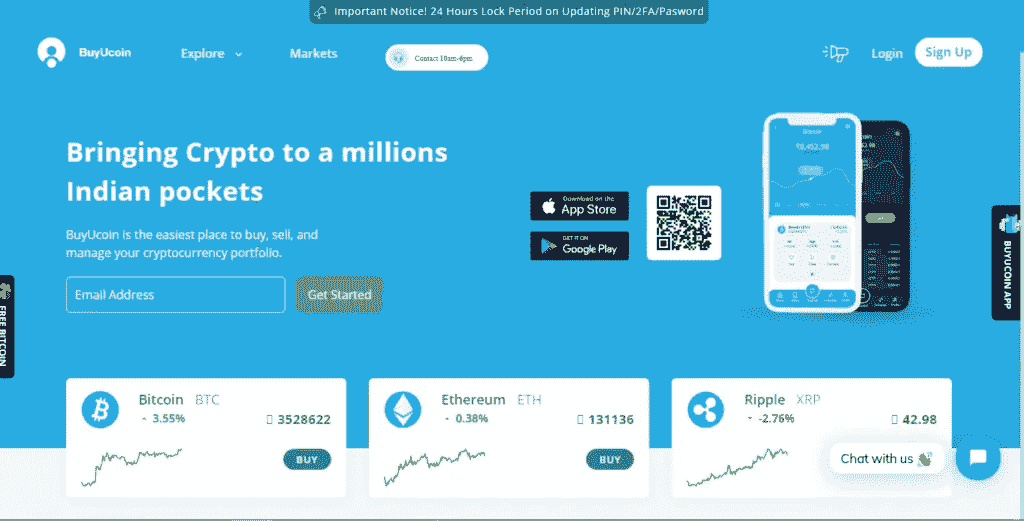 Important Notice! 24 Hours Lock Period on Updating PIN/2FA/Pasword
BuyUcoin
Explore
Markets
Contact 10am-6pm
Login
Sign Up
Bringing Crypto to a millions
Indian pockets
BuyUcoin is the easiest place to buy, sell, and
manage your cryptocurrency portfolio.
Email Address
Get Started
Download on the
App Store
GET IT ON
Google Play
FREE BITCOIN
BUYUCOIN APP
Bitcoin BTC
3.55%
3528622
BUY
Ethereum ETH
0.38%
131136
BUY
Ripple XRP
-2.76%
42.98
Chat with us